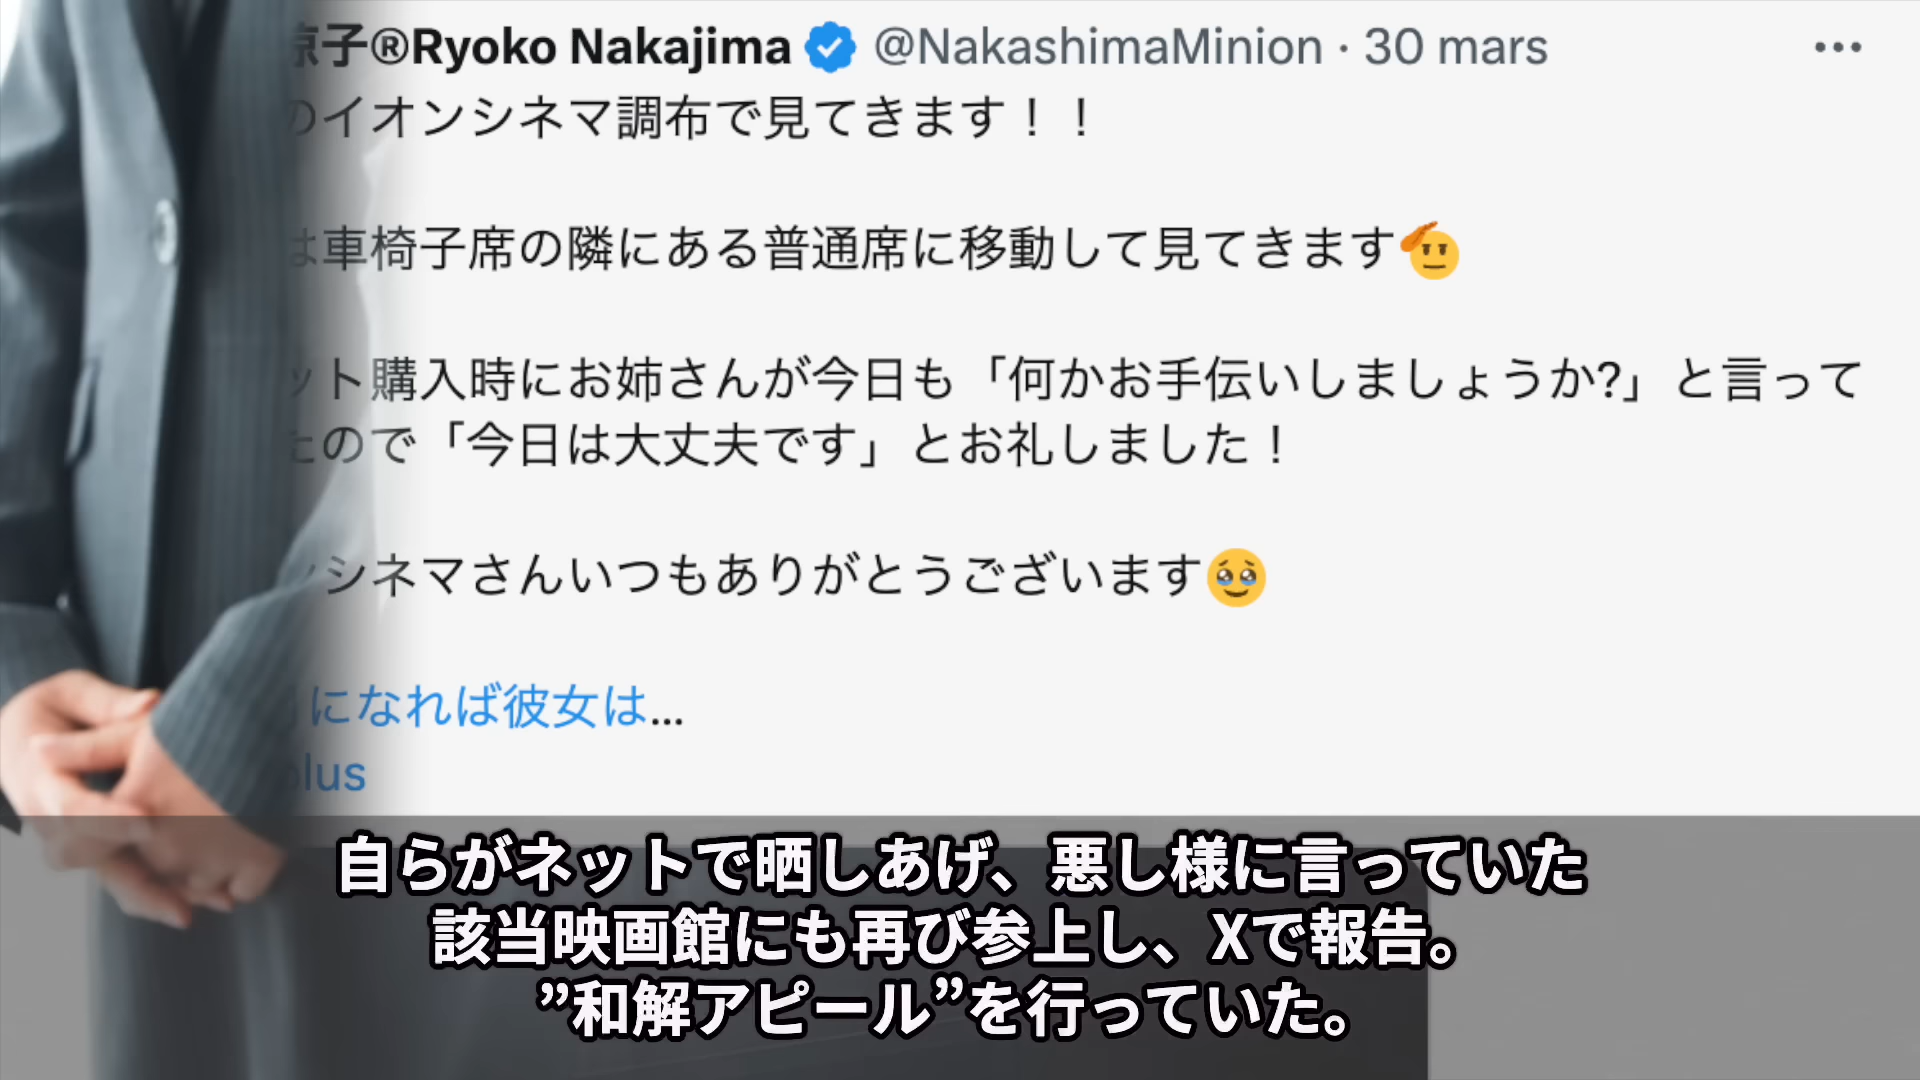 涼子®Ryoko Nakajima @NakashimaMinion · 30 mars
のイオンシネマ調布で見てきます！！
は車椅子席の隣にある普通席に移動して見てきます🫡
ット購入時にお姉さんが今日も「何かお手伝いしましょうか?」と言って
たので「今日は大丈夫です」とお礼しました！
ンシネマさんいつもありがとうございます🥹
になれば彼女は...
plus
自らがネットで晒しあげ、悪し様に言っていた
該当映画館にも再び参上し、Xで報告。
”和解アピール”を行っていた。